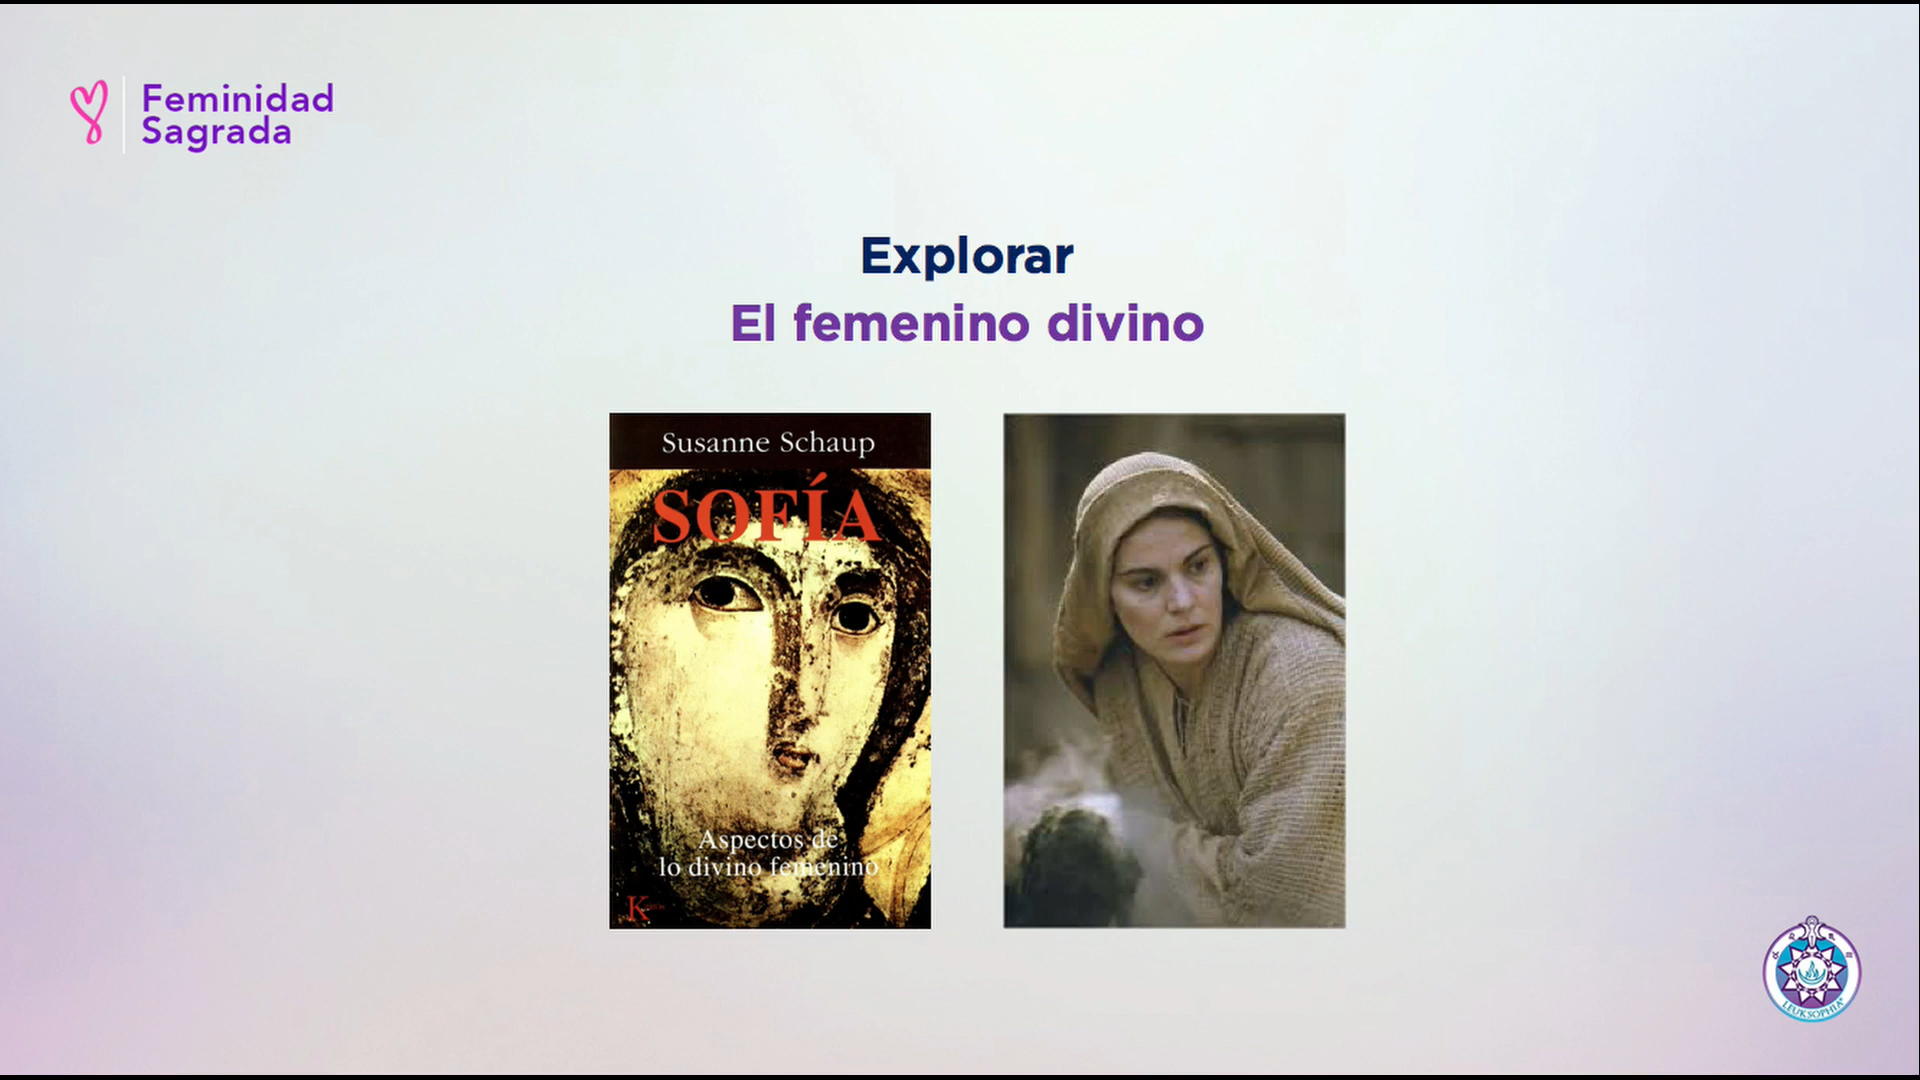 Feminidad
Sagrada
Explorar
El femenino divino
Susanne Schaup
SOFÍA
Aspectos de
lo divino femenino
K
LEUKSOPHIA